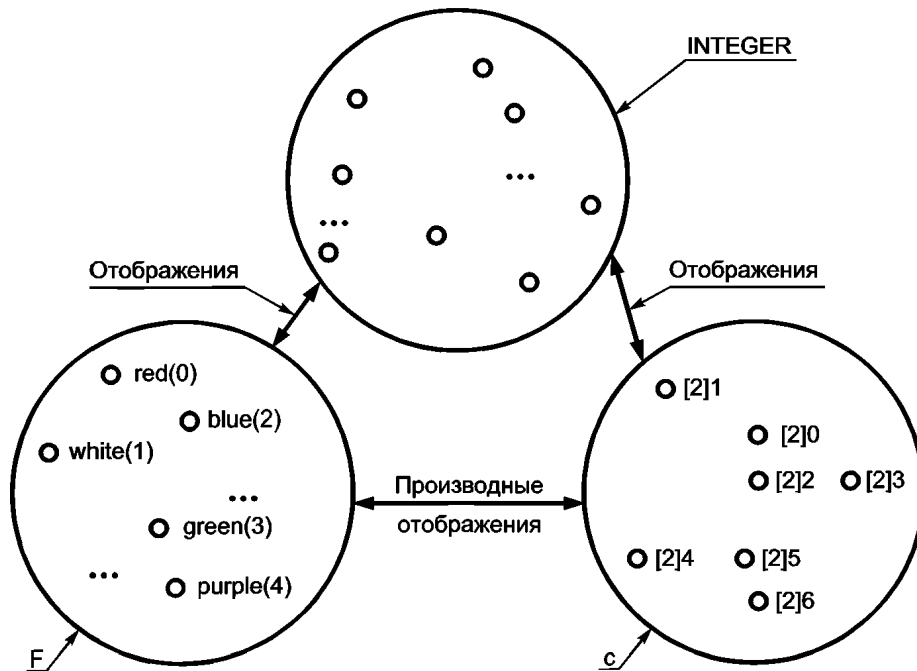 INTEGER
...
...
Отображения
Отображения
red(0)
blue(2)
white(1)
...
green(3)
...
purple(4)
Производные
отображения
[2]1
[2]0
[2]2
[2]3
[2]4
[2]5
[2]6
F
c